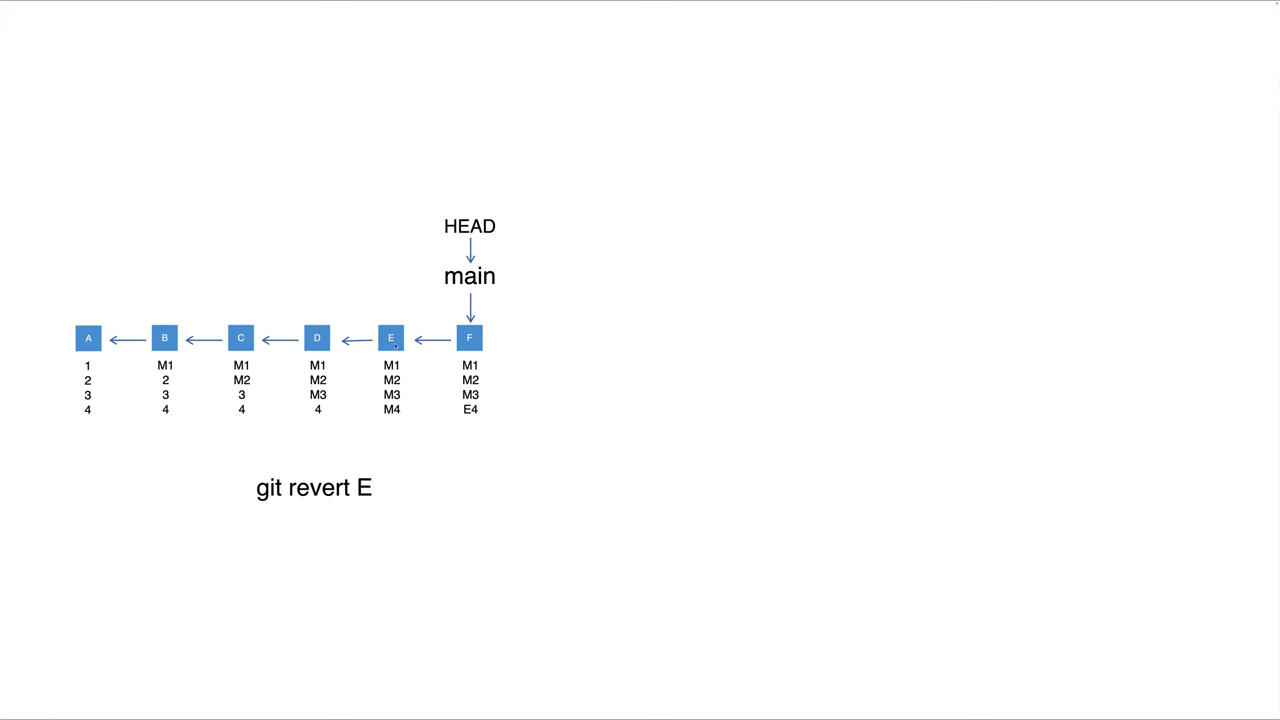 HEAD
main
A B C D E F
1 M1 M1 M1 M1 M1
2 2 M2 M2 M2 M2
3 3 3 M3 M3 M3
4 4 4 4 M4 E4
git revert E